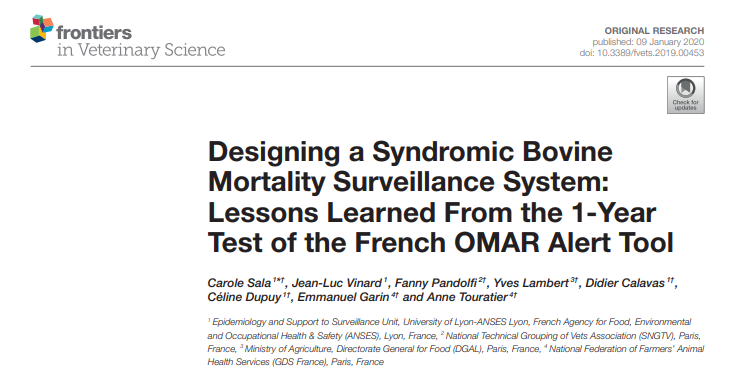 frontiers
in Veterinary Science
ORIGINAL RESEARCH
published: 09 January 2020
doi: 10.3389/fvets.2019.00453
Check for
updates
Designing a Syndromic Bovine
Mortality Surveillance System:
Lessons Learned From the 1-Year
Test of the French OMAR Alert Tool
Carole Sala 1*†, Jean-Luc Vinard 1, Fanny Pandolfi 2†, Yves Lambert 3†, Didier Calavas 1†,
Céline Dupuy 1†, Emmanuel Garin 4† and Anne Touratier 4†
1 Epidemiology and Support to Surveillance Unit, University of Lyon-ANSES Lyon, French Agency for Food, Environmental
and Occupational Health & Safety (ANSES), Lyon, France, 2 National Technical Grouping of Vets Association (SNGTV), Paris,
France, 3 Ministry of Agriculture, Directorate General for Food (DGAL), Paris, France, 4 National Federation of Farmers' Animal
Health Services (GDS France), Paris, France